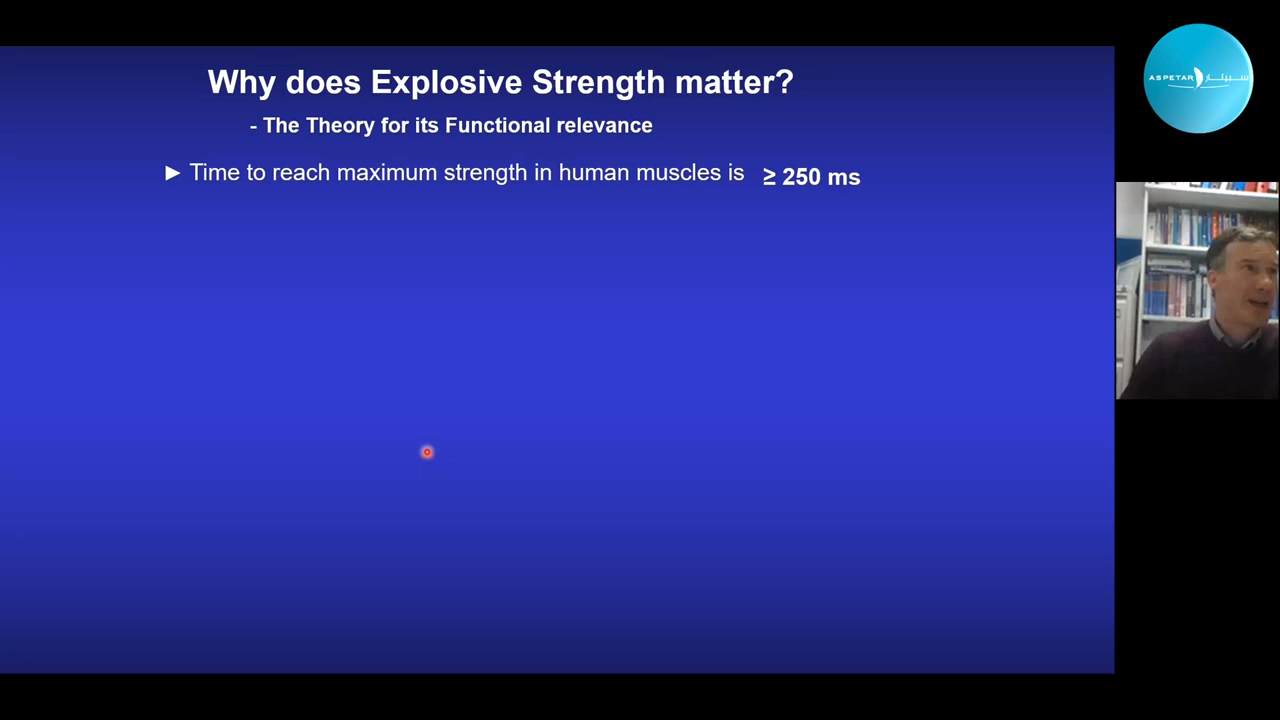 Why does Explosive Strength matter?
- The Theory for its Functional relevance
► Time to reach maximum strength in human muscles is ≥ 250 ms
ASPETAR سبيتار